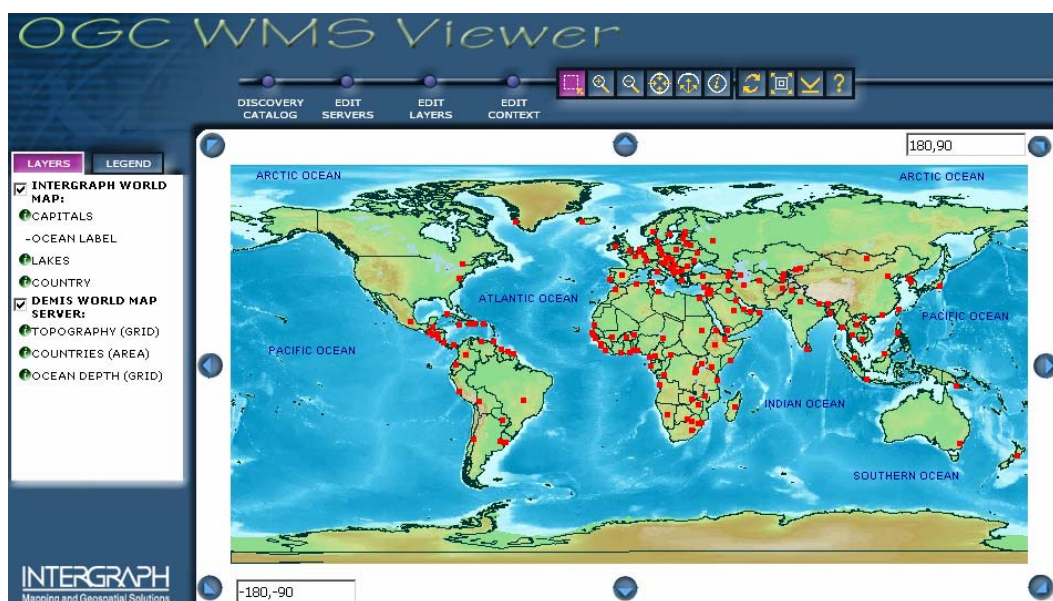 OGC WMS Viewer
DISCOVERY
CATALOG
EDIT
SERVERS
EDIT
LAYERS
EDIT
CONTEXT
i
?
180,90
LAYERS
LEGEND
INTERGRAPH WORLD
MAP:
CAPITALS
-OCEAN LABEL
LAKES
COUNTRY
DEMIS WORLD MAP
SERVER:
TOPOGRAPHY (GRID)
COUNTRIES (AREA)
OCEAN DEPTH (GRID)
ARCTIC OCEAN
ARCTIC OCEAN
ATLANTIC OCEAN
PACIFIC OCEAN
PACIFIC OCEAN
INDIAN OCEAN
SOUTHERN OCEAN
INTERGRAPH
Mapping and Geospatial Solutions
-180,-90